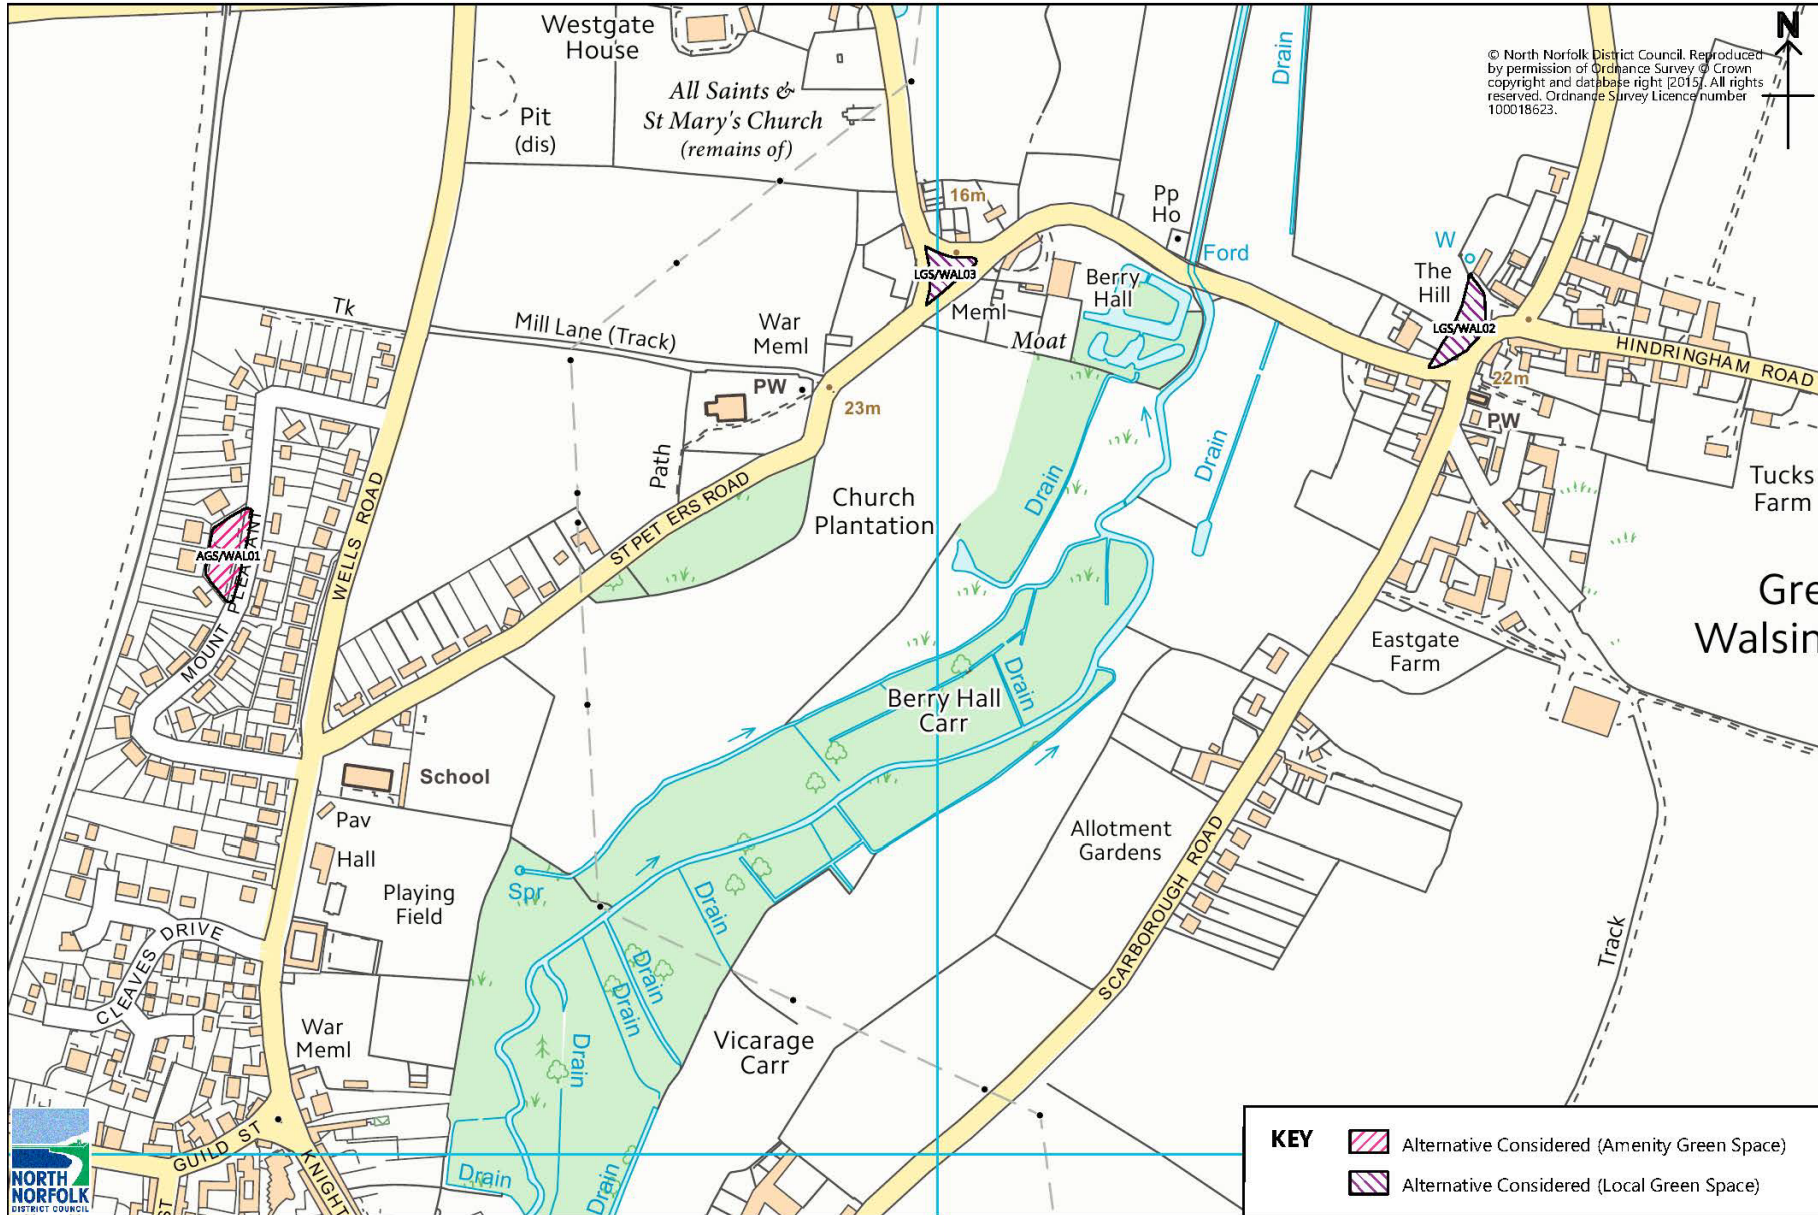 Westgate
House
Drain
N
© North Norfolk District Council. Reproduced
by permission of Ordnance Survey © Crown
copyright and database right [2015]. All rights
reserved. Ordnance Survey Licence number
100018623.
All Saints &
St Mary's Church
(remains of)
Pit
(dis)
16m
Pp
Ho
W
Ford
The
Hill
LGS/WAL03
Berry
Hall
Tk
Mill Lane (Track)
War
Meml
Meml
Moat
LGS/WAL02
HINDRINGHAM ROAD
PW
23m
22m
PW
Path
Drain
Drain
Tucks
Farm
WELLS ROAD
ST PETERS ROAD
Church
Plantation
AGS/WAL01
MOUNT PLEASANT
Gre
Walsin
Eastgate
Farm
Berry Hall
Carr
Drain
School
Pav
Hall
Playing
Field
Spr
Drain
Allotment
Gardens
SCARBOROUGH ROAD
Track
CLEAVES DRIVE
Drain
Drain
Drain
War
Meml
Vicarage
Carr
GUILD ST
KNIGHT
ST
Drain
Drain
NORTH
NORFOLK
DISTRICT COUNCIL
KEY
Alternative Considered (Amenity Green Space)
Alternative Considered (Local Green Space)